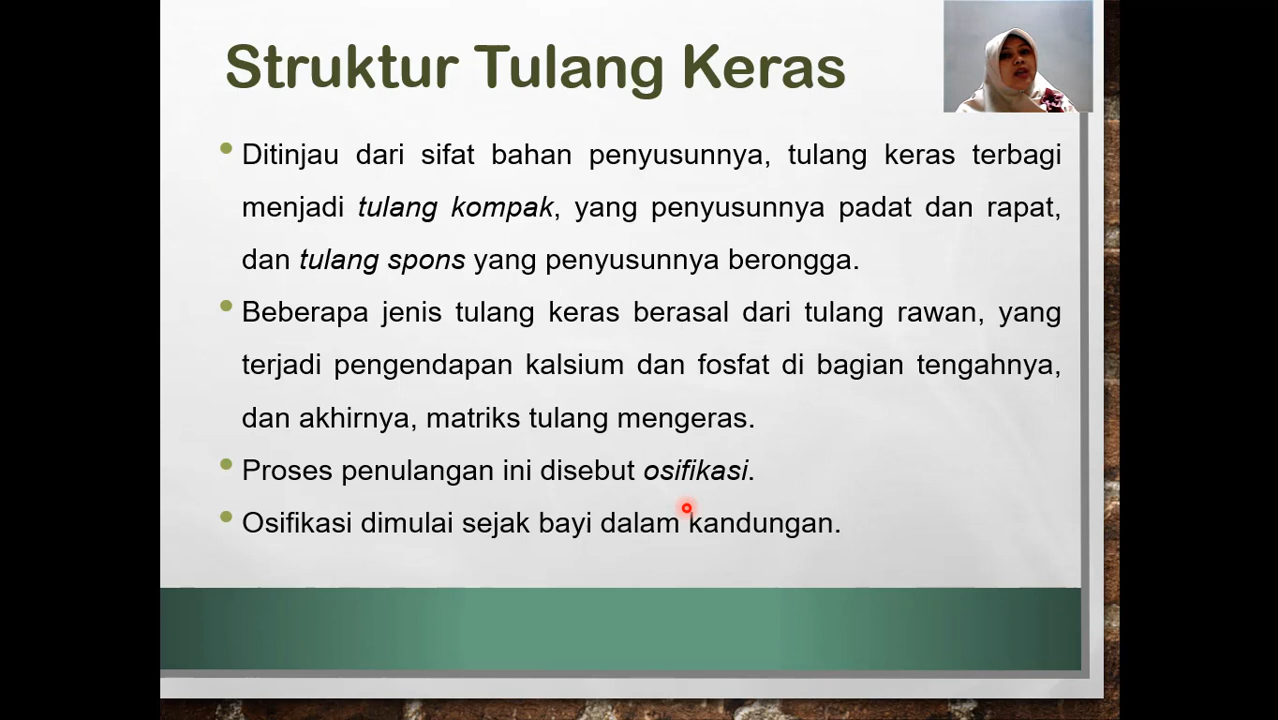 Struktur Tulang Keras
• Ditinjau dari sifat bahan penyusunnya, tulang keras terbagi
menjadi tulang kompak, yang penyusunnya padat dan rapat,
dan tulang spons yang penyusunnya berongga.
• Beberapa jenis tulang keras berasal dari tulang rawan, yang
terjadi pengendapan kalsium dan fosfat di bagian tengahnya,
dan akhirnya, matriks tulang mengeras.
• Proses penulangan ini disebut osifikasi.
• Osifikasi dimulai sejak bayi dalam kandungan.